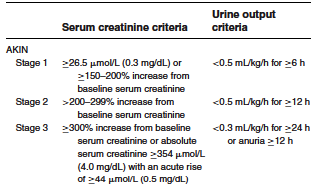 Serum creatinine criteria
Urine output
criteria
AKIN
Stage 1
≥26.5 μmol/L (0.3 mg/dL) or
≥150–200% increase from
baseline serum creatinine
<0.5 mL/kg/h for ≥6 h
Stage 2
>200–299% increase from
baseline serum creatinine
<0.5 mL/kg/h for ≥12 h
Stage 3
≥300% increase from baseline
serum creatinine or absolute
serum creatinine ≥354 μmol/L
(4.0 mg/dL) with an acute rise
of ≥44 μmol/L (0.5 mg/dL)
<0.3 mL/kg/h ≥24 h
or anuria ≥12 h